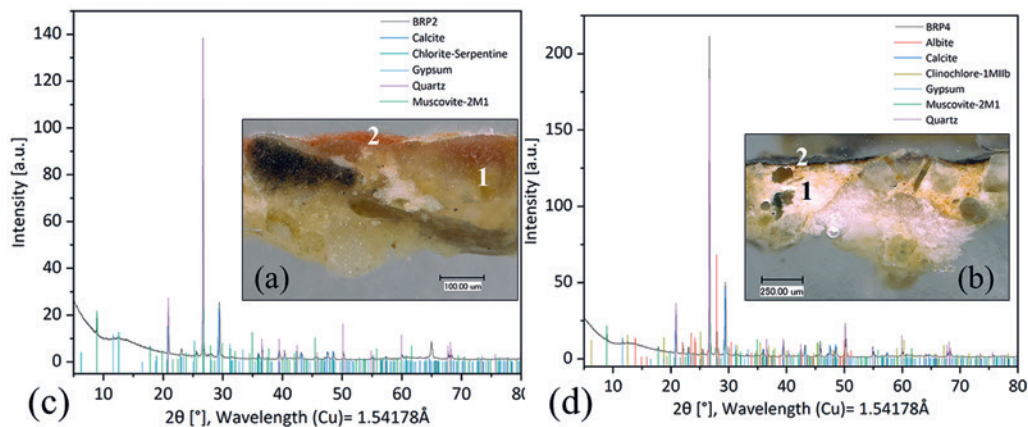 140
120
100
80
60
40
20
0
Intensity [a.u.]
BRP2
Calcite
Chlorite-Serpentine
Gypsum
Quartz
Muscovite-2M1
2
1
(a)
100.00 um
10 20 30 40 50 60 70 80
2θ [°], Wavelength (Cu)= 1.54178Å
(c)
200
150
100
50
0
Intensity [a.u.]
BRP4
Albite
Calcite
Clinochlore-1MIIb
Gypsum
Muscovite-2M1
Quartz
2
1
(b)
250.00 um
10 20 30 40 50 60 70 80
2θ [°], Wavelength (Cu)= 1.54178Å
(d)